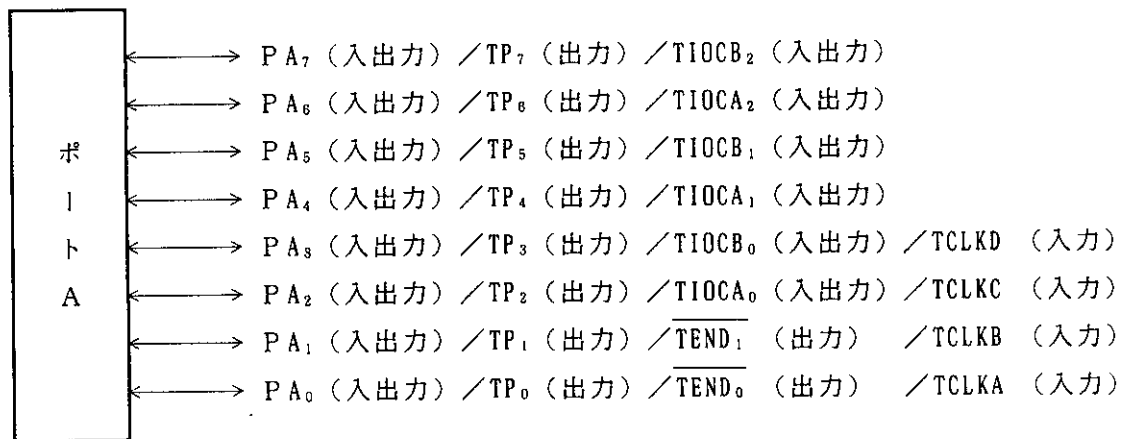 ポートA
PA₇（入出力）／TP₇（出力）／TIOCB₂（入出力）
PA₆（入出力）／TP₆（出力）／TIOCA₂（入出力）
PA₅（入出力）／TP₅（出力）／TIOCB₁（入出力）
PA₄（入出力）／TP₄（出力）／TIOCA₁（入出力）
PA₃（入出力）／TP₃（出力）／TIOCB₀（入出力）／TCLKD（入力）
PA₂（入出力）／TP₂（出力）／TIOCA₀（入出力）／TCLKC（入力）
PA₁（入出力）／TP₁（出力）／T̅E̅N̅D̅₁̅（出力）／TCLKB（入力）
PA₀（入出力）／TP₀（出力）／T̅E̅N̅D̅₀̅（出力）／TCLKA（入力）